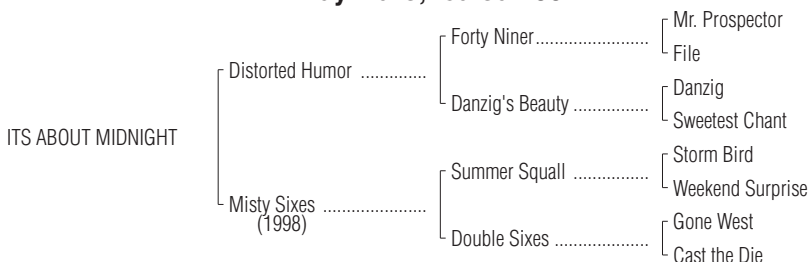 Forty Niner........................
Mr. Prospector
File
Distorted Humor ..............
Danzig's Beauty ................
Danzig
Sweetest Chant
ITS ABOUT MIDNIGHT
Summer Squall ................
Storm Bird
Weekend Surprise
Misty Sixes ......................
(1998)
Double Sixes ....................
Gone West
Cast the Die